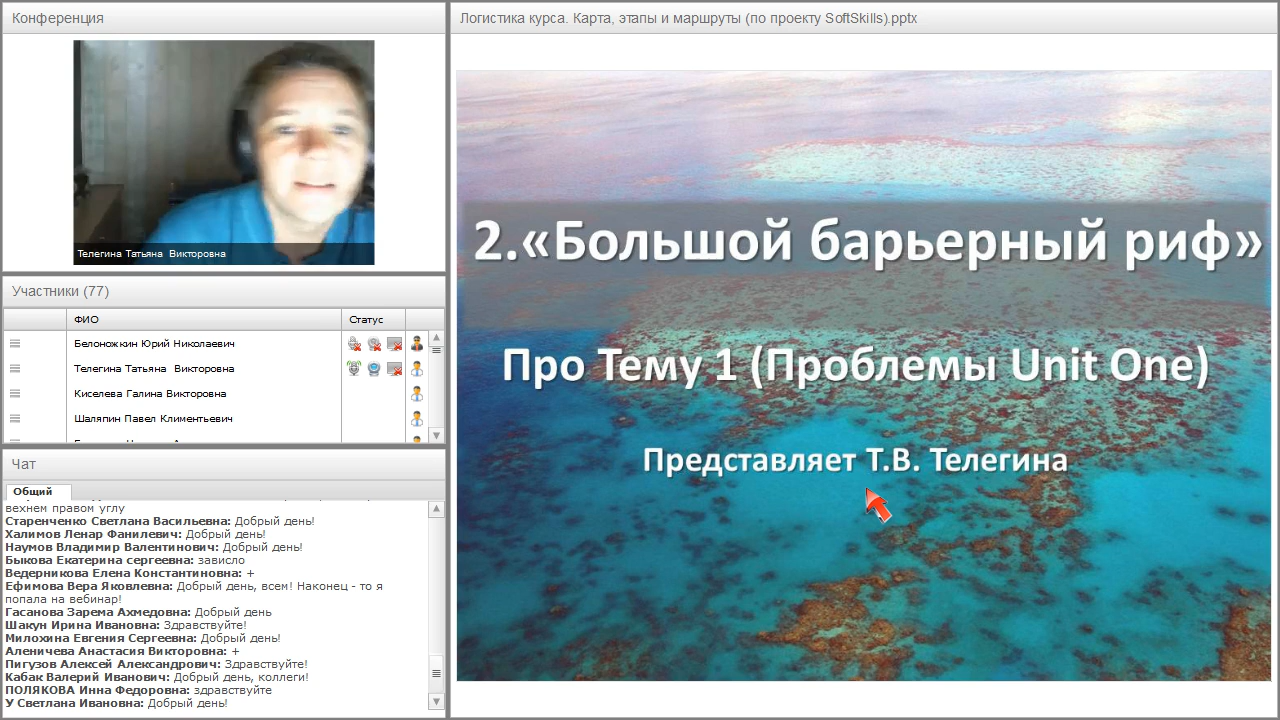 Конференция
Телегина Татьяна  Викторовна
Участники (77)
ФИО
Статус
Белоножкин Юрий Николаевич
Телегина Татьяна  Викторовна
Киселева Галина Викторовна
Шаляпин Павел Климентьевич
Чат
Общий
вехнем правом углу
Старенченко Светлана Васильевна: Добрый день!
Халимов Ленар Фанилевич: Добрый день!
Наумов Владимир Валентинович: Добрый день!
Быкова Екатерина сергеевна: зависло
Ведерникова Елена Константиновна: +
Ефимова Вера Яковлевна: Добрый день, всем! Наконец - то я
попала на вебинар!
Гасанова Зарема Ахмедовна: Добрый день
Шакун Ирина Ивановна: Здравствуйте!
Милохина Евгения Сергеевна: Добрый день!
Аленичева Анастасия Викторовна: +
Пигузов Алексей Александрович: Здравствуйте!
Кабак Валерий Иванович: Добрый день, коллеги!
ПОЛЯКОВА Инна Федоровна: здравствуйте
У Светлана Ивановна: Добрый день!
Логистика курса. Карта, этапы и маршруты (по проекту SoftSkills).pptx
2.«Большой барьерный риф»
Про Тему 1 (Проблемы Unit One)
Представляет Т.В. Телегина